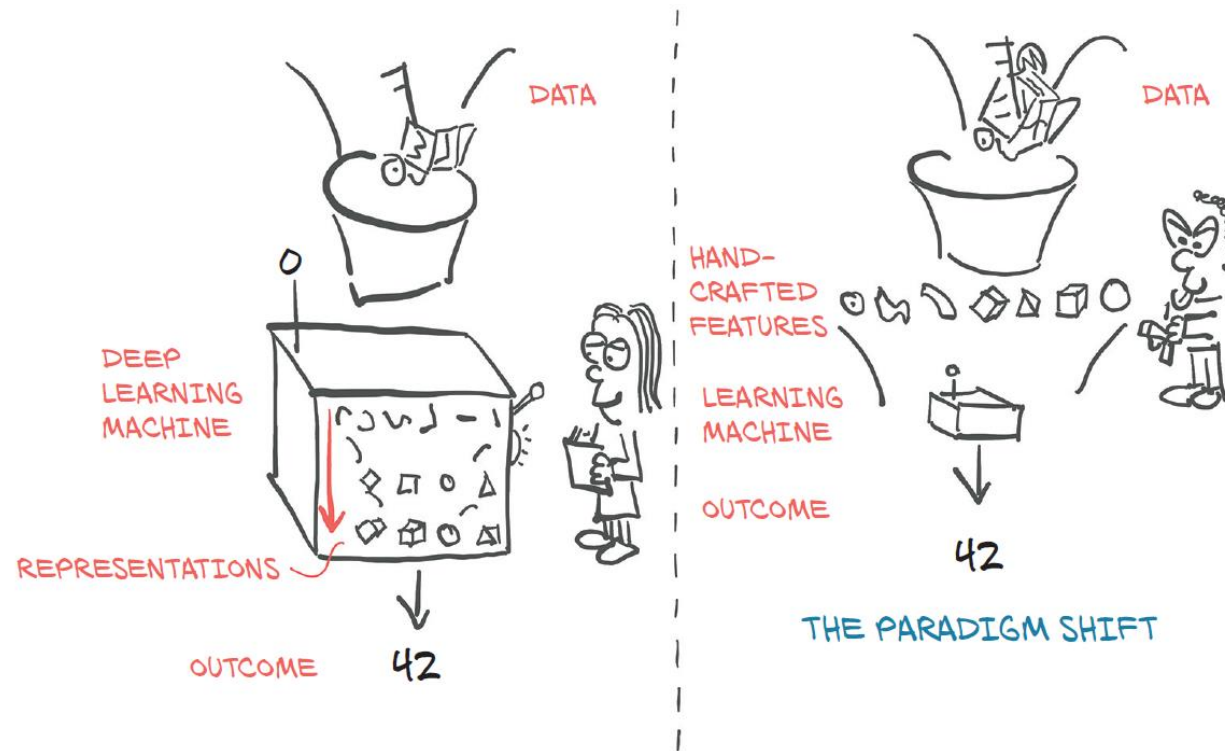 DATA
DEEP
LEARNING
MACHINE
REPRESENTATIONS
OUTCOME
42
DATA
HAND-
CRAFTED
FEATURES
LEARNING
MACHINE
OUTCOME
42
THE PARADIGM SHIFT